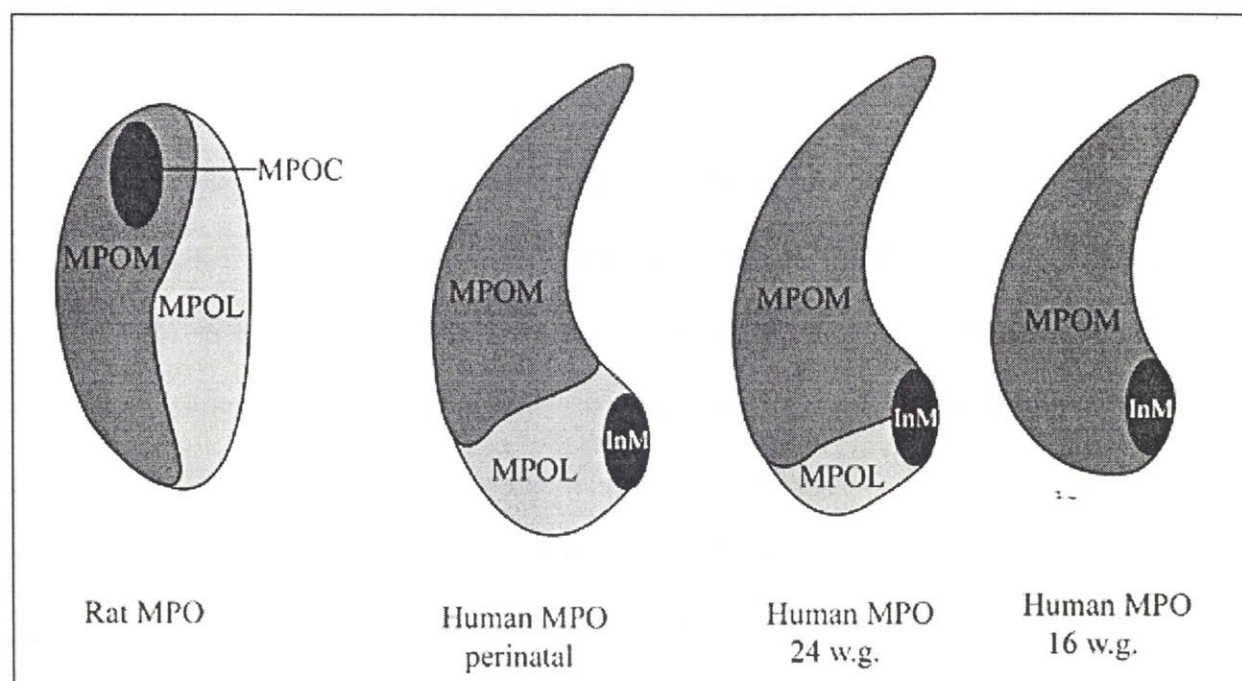 MPOC
MPOM
MPOL
MPOM
InM
MPOL
MPOM
InM
MPOL
MPOM
InM
Rat MPO
Human MPO
perinatal
Human MPO
24 w.g.
Human MPO
16 w.g.